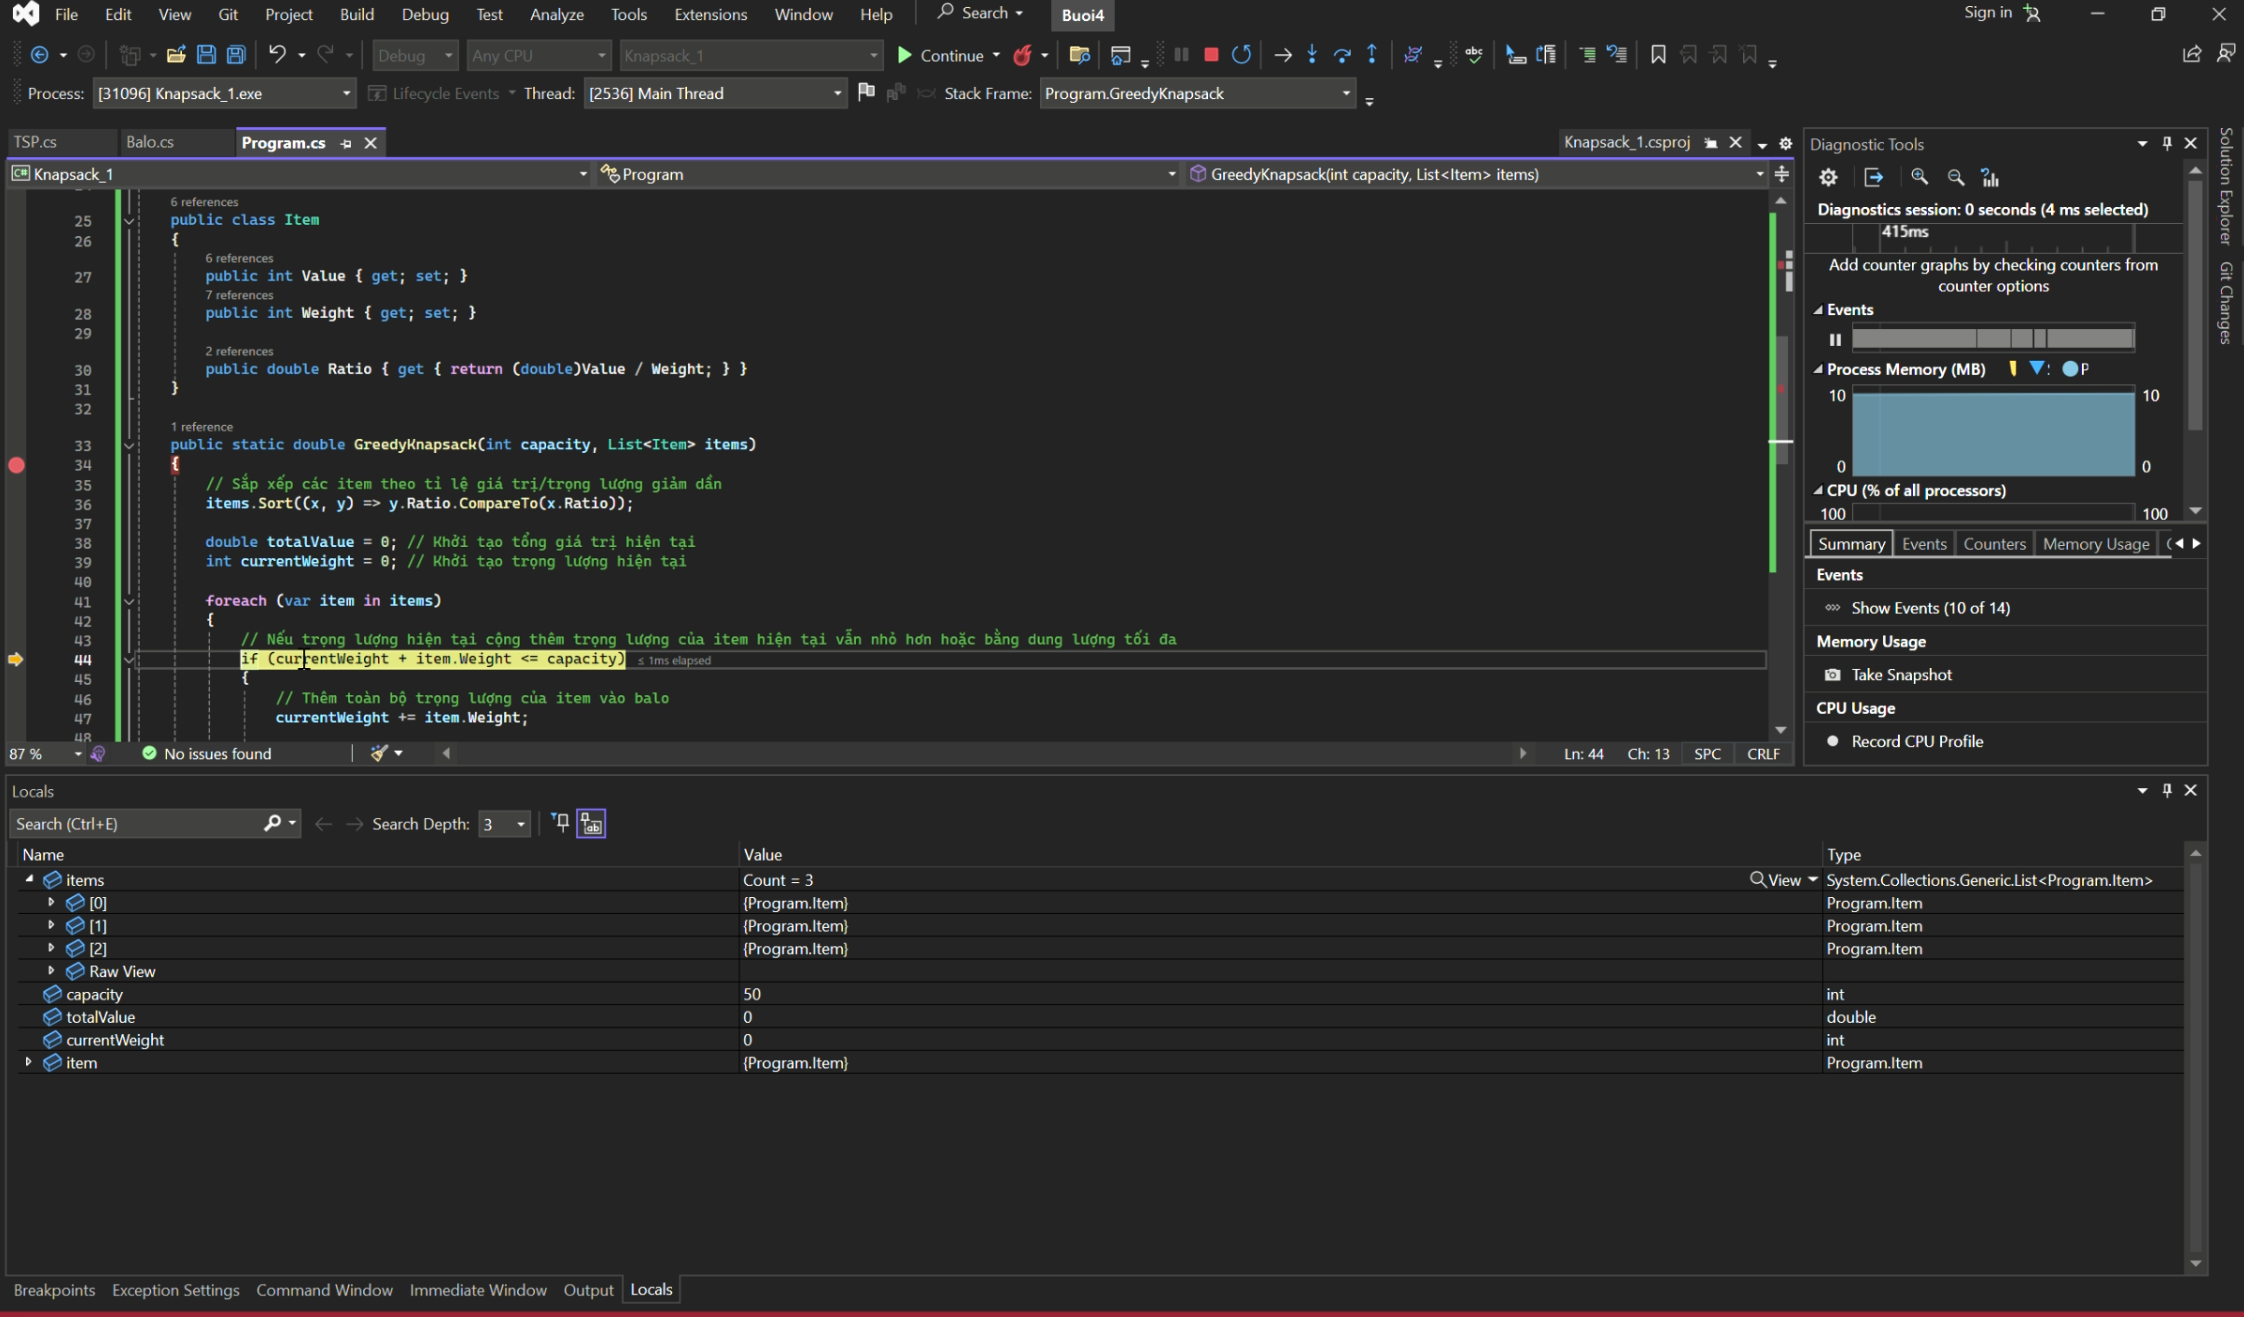 File Edit View Git Project Build Debug Test Analyze Tools Extensions Window Help Search Buoi4 Sign in
Debug Any CPU Knapsack_1 Continue
Process: [31096] Knapsack_1.exe Lifecycle Events Thread: [2536] Main Thread Stack Frame: Program.GreedyKnapsack
TSP.cs Balo.cs Program.cs Knapsack_1.csproj
Knapsack_1 Program GreedyKnapsack(int capacity, List<Item> items)
6 references
25 public class Item
26 {
6 references
27 public int Value { get; set; }
7 references
28 public int Weight { get; set; }
29
2 references
30 public double Ratio { get { return (double)Value / Weight; } }
31 }
32
1 reference
33 public static double GreedyKnapsack(int capacity, List<Item> items)
34 {
35 // Sắp xếp các item theo tỉ lệ giá trị/trọng lượng giảm dần
36 items.Sort((x, y) => y.Ratio.CompareTo(x.Ratio));
37
38 double totalValue = 0; // Khởi tạo tổng giá trị hiện tại
39 int currentWeight = 0; // Khởi tạo trọng lượng hiện tại
40
41 foreach (var item in items)
42 {
43 // Nếu trọng lượng hiện tại cộng thêm trọng lượng của item hiện tại vẫn nhỏ hơn hoặc bằng dung lượng tối đa
44 if (currentWeight + item.Weight <= capacity) ≤ 1ms elapsed
45 {
46 // Thêm toàn bộ trọng lượng của item vào balo
47 currentWeight += item.Weight;
48
87 % No issues found Ln: 44 Ch: 13 SPC CRLF
Diagnostic Tools
Diagnostics session: 0 seconds (4 ms selected)
415ms
Add counter graphs by checking counters from
counter options
Events
Process Memory (MB) P
10 10
0 0
CPU (% of all processors)
100 100
Summary Events Counters Memory Usage
Events
Show Events (10 of 14)
Memory Usage
Take Snapshot
CPU Usage
Record CPU Profile
Solution Explorer
Git Changes
Locals
Search (Ctrl+E) Search Depth: 3
Name Value Type
items Count = 3 View System.Collections.Generic.List<Program.Item>
[0] {Program.Item} Program.Item
[1] {Program.Item} Program.Item
[2] {Program.Item} Program.Item
Raw View
capacity 50 int
totalValue 0 double
currentWeight 0 int
item {Program.Item} Program.Item
Breakpoints Exception Settings Command Window Immediate Window Output Locals